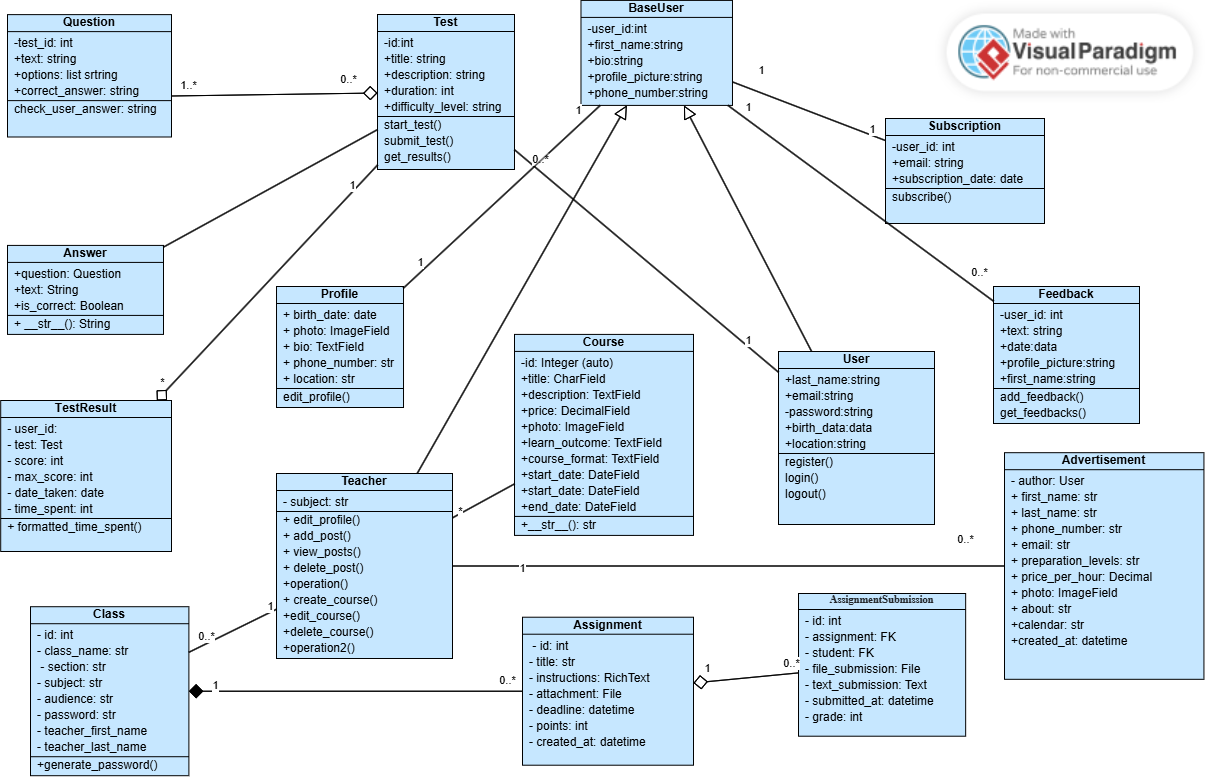 Question
-test_id: int
+text: string
+options: list srtring
+correct_answer: string
check_user_answer: string
1..*
0..*
Test
-id:int
+title: string
+description: string
+duration: int
+difficulty_level: string
start_test()
submit_test()
get_results()
BaseUser
-user_id:int
+first_name:string
+bio:string
+profile_picture:string
+phone_number:string
Made with
VisualParadigm
For non-commercial use
1
1
1
1
0..*
1
Subscription
-user_id: int
+email: string
+subscription_date: date
subscribe()
Answer
+question: Question
+text: String
+is_correct: Boolean
+ __str__(): String
1
0..*
Profile
+ birth_date: date
+ photo: ImageField
+ bio: TextField
+ phone_number: str
+ location: str
edit_profile()
Feedback
-user_id: int
+text: string
+date:data
+profile_picture:string
+first_name:string
add_feedback()
get_feedbacks()
Course
-id: Integer (auto)
+title: CharField
+description: TextField
+price: DecimalField
+photo: ImageField
+learn_outcome: TextField
+course_format: TextField
+start_date: DateField
+start_date: DateField
+end_date: DateField
+__str__(): str
1
User
+last_name:string
+email:string
-password:string
+birth_data:data
+location:string
register()
login()
logout()
*
TestResult
- user_id:
- test: Test
- score: int
- max_score: int
- date_taken: date
- time_spent: int
+ formatted_time_spent()
Teacher
- subject: str
+ edit_profile()
+ add_post()
+ view_posts()
+ delete_post()
+operation()
+ create_course()
+edit_course()
+delete_course()
+operation2()
*
1
0..*
Advertisement
- author: User
+ first_name: str
+ last_name: str
+ phone_number: str
+ email: str
+ preparation_levels: str
+ price_per_hour: Decimal
+ photo: ImageField
+ about: str
+calendar: str
+created_at: datetime
1
0..*
Class
- id: int
- class_name: str
- section: str
- subject: str
- audience: str
- password: str
- teacher_first_name
- teacher_last_name
+generate_password()
1
0..*
Assignment
- id: int
- title: str
- instructions: RichText
- attachment: File
- deadline: datetime
- points: int
- created_at: datetime
1
0..*
AssignmentSubmission
- id: int
- assignment: FK
- student: FK
- file_submission: File
- text_submission: Text
- submitted_at: datetime
- grade: int